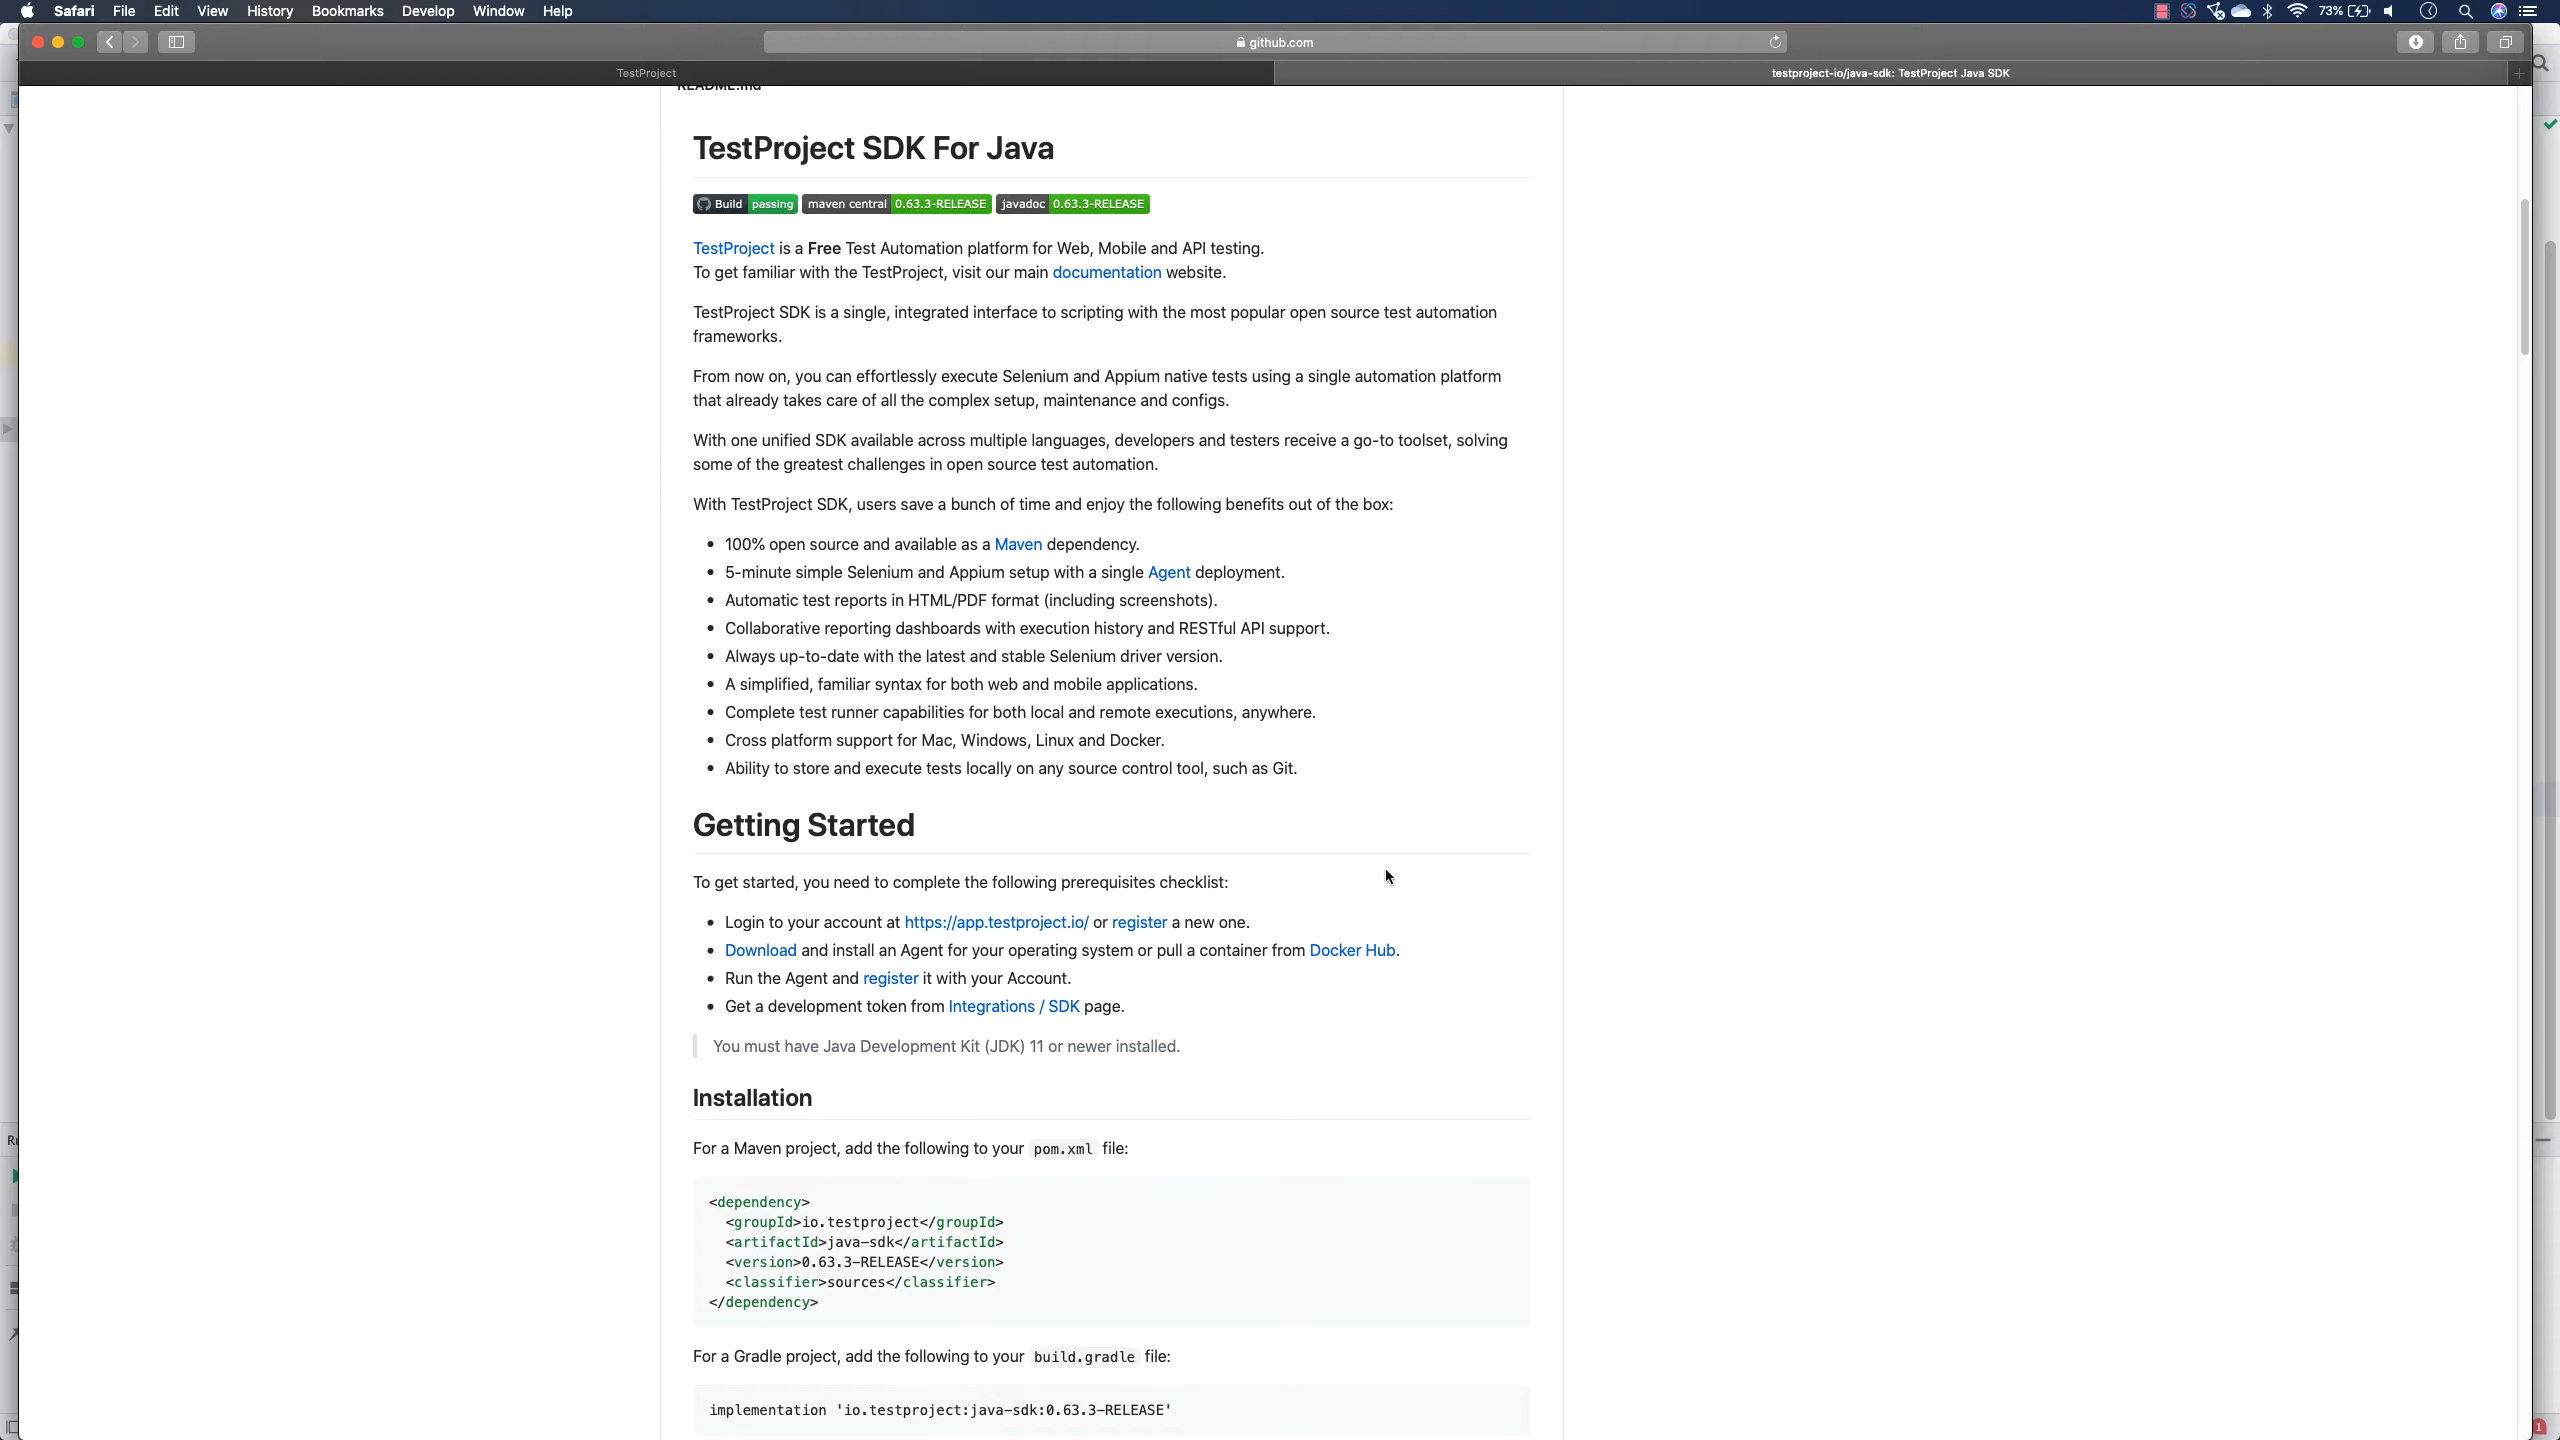 Safari File Edit View History Bookmarks Develop Window Help
73%
github.com
TestProject
testproject-io/java-sdk: TestProject Java SDK
README.md
TestProject SDK For Java
Build passing maven central 0.63.3-RELEASE javadoc 0.63.3-RELEASE
TestProject is a Free Test Automation platform for Web, Mobile and API testing.
To get familiar with the TestProject, visit our main documentation website.
TestProject SDK is a single, integrated interface to scripting with the most popular open source test automation
frameworks.
From now on, you can effortlessly execute Selenium and Appium native tests using a single automation platform
that already takes care of all the complex setup, maintenance and configs.
With one unified SDK available across multiple languages, developers and testers receive a go-to toolset, solving
some of the greatest challenges in open source test automation.
With TestProject SDK, users save a bunch of time and enjoy the following benefits out of the box:
• 100% open source and available as a Maven dependency.
• 5-minute simple Selenium and Appium setup with a single Agent deployment.
• Automatic test reports in HTML/PDF format (including screenshots).
• Collaborative reporting dashboards with execution history and RESTful API support.
• Always up-to-date with the latest and stable Selenium driver version.
• A simplified, familiar syntax for both web and mobile applications.
• Complete test runner capabilities for both local and remote executions, anywhere.
• Cross platform support for Mac, Windows, Linux and Docker.
• Ability to store and execute tests locally on any source control tool, such as Git.
Getting Started
To get started, you need to complete the following prerequisites checklist:
• Login to your account at https://app.testproject.io/ or register a new one.
• Download and install an Agent for your operating system or pull a container from Docker Hub.
• Run the Agent and register it with your Account.
• Get a development token from Integrations / SDK page.
You must have Java Development Kit (JDK) 11 or newer installed.
Installation
For a Maven project, add the following to your pom.xml file:
<dependency>
<groupId>io.testproject</groupId>
<artifactId>java-sdk</artifactId>
<version>0.63.3-RELEASE</version>
<classifier>sources</classifier>
</dependency>
For a Gradle project, add the following to your build.gradle file:
implementation 'io.testproject:java-sdk:0.63.3-RELEASE'
1